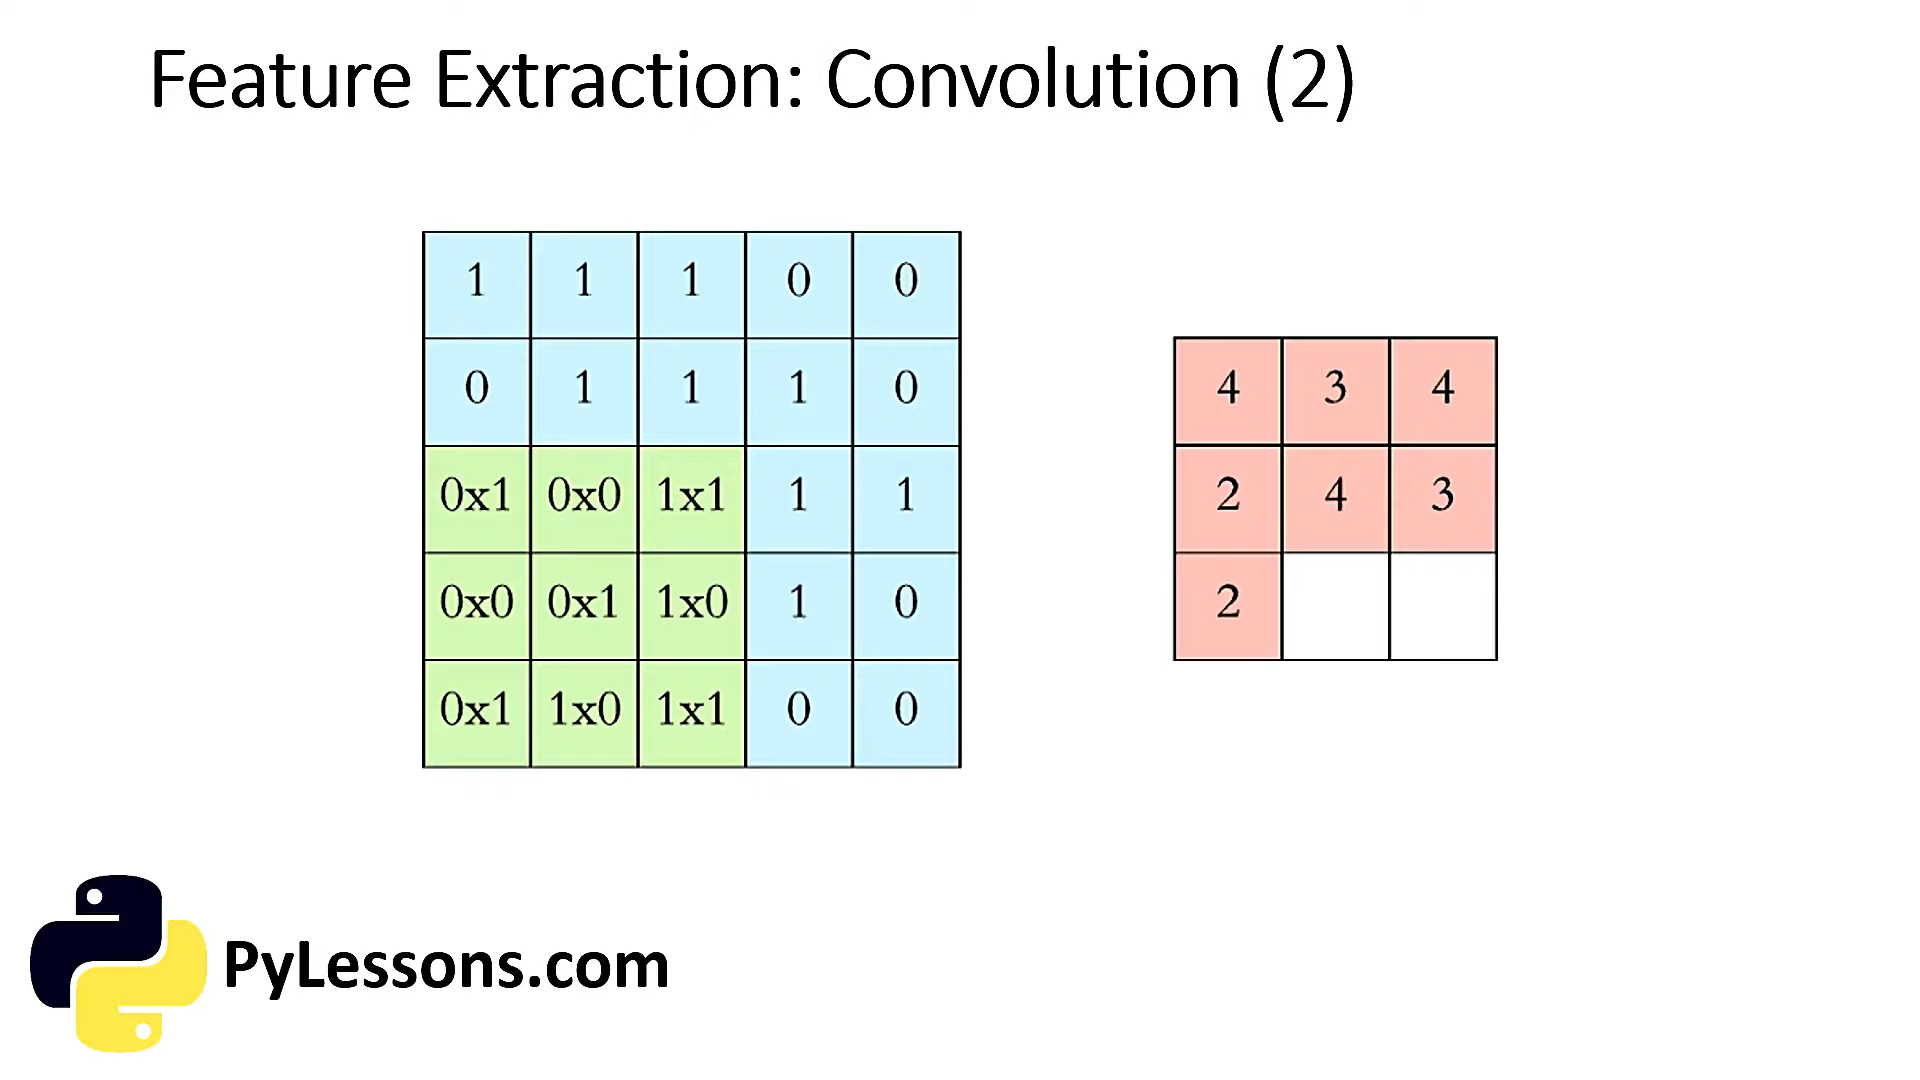 Feature Extraction: Convolution (2)
1 1 1 0 0
0 1 1 1 0
0x1 0x0 1x1 1 1
0x0 0x1 1x0 1 0
0x1 1x0 1x1 0 0
4 3 4
2 4 3
2
PyLessons.com